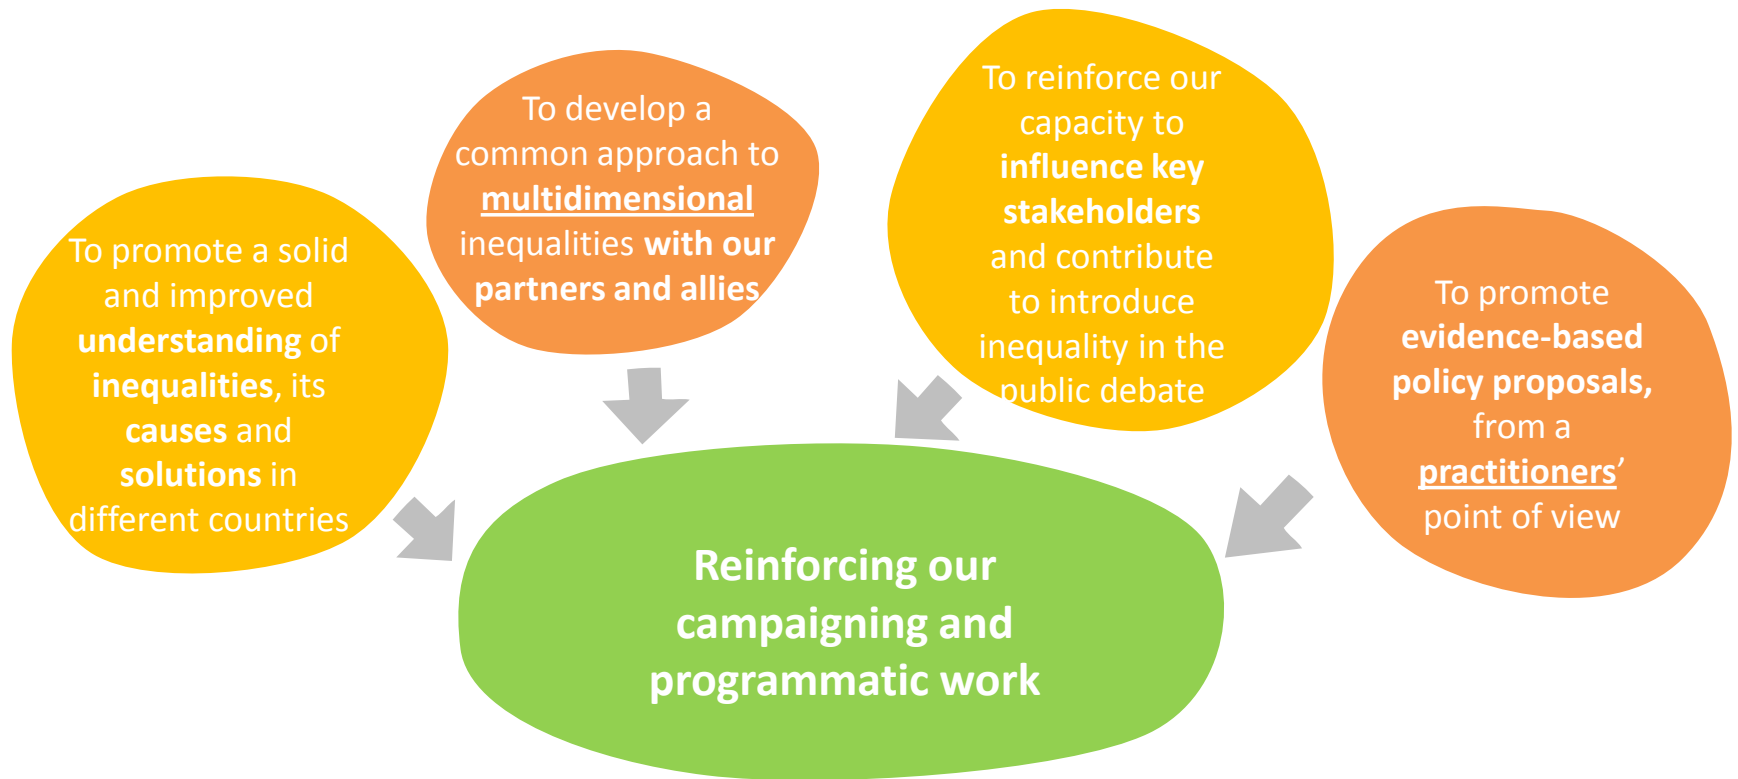 To promote a solid
and improved
understanding of
inequalities, its
causes and
solutions in
different countries
To develop a
common approach to
multidimensional
inequalities with our
partners and allies
To reinforce our
capacity to
influence key
stakeholders
and contribute
to introduce
inequality in the
public debate
To promote
evidence-based
policy proposals,
from a
practitioners’
point of view
Reinforcing our
campaigning and
programmatic work